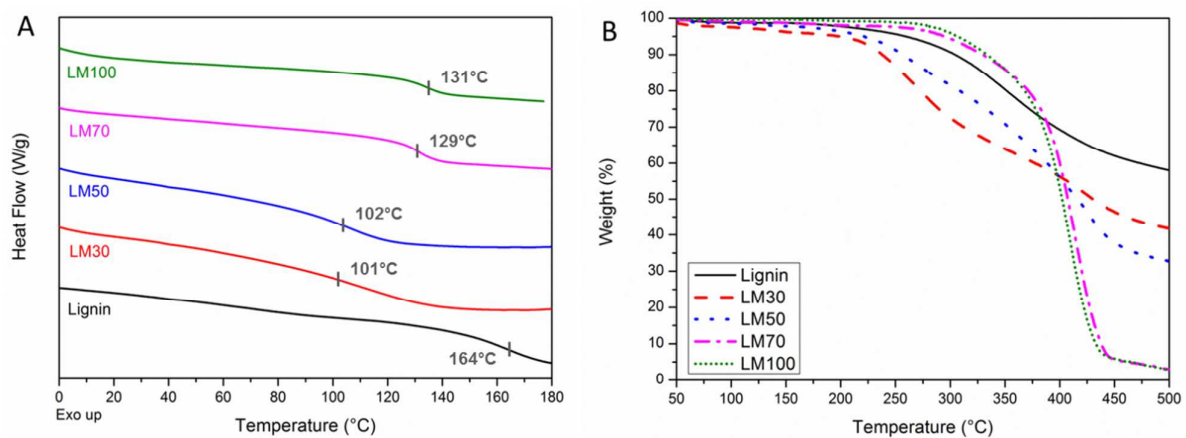 A
Heat Flow (W/g)
LM100
131°C
LM70
129°C
LM50
102°C
LM30
101°C
Lignin
164°C
0 20 40 60 80 100 120 140 160 180
Exo up
Temperature (°C)
B
Weight (%)
100
90
80
70
60
50
40
30
20
10
0
Lignin
LM30
LM50
LM70
LM100
50 100 150 200 250 300 350 400 450 500
Temperature (°C)